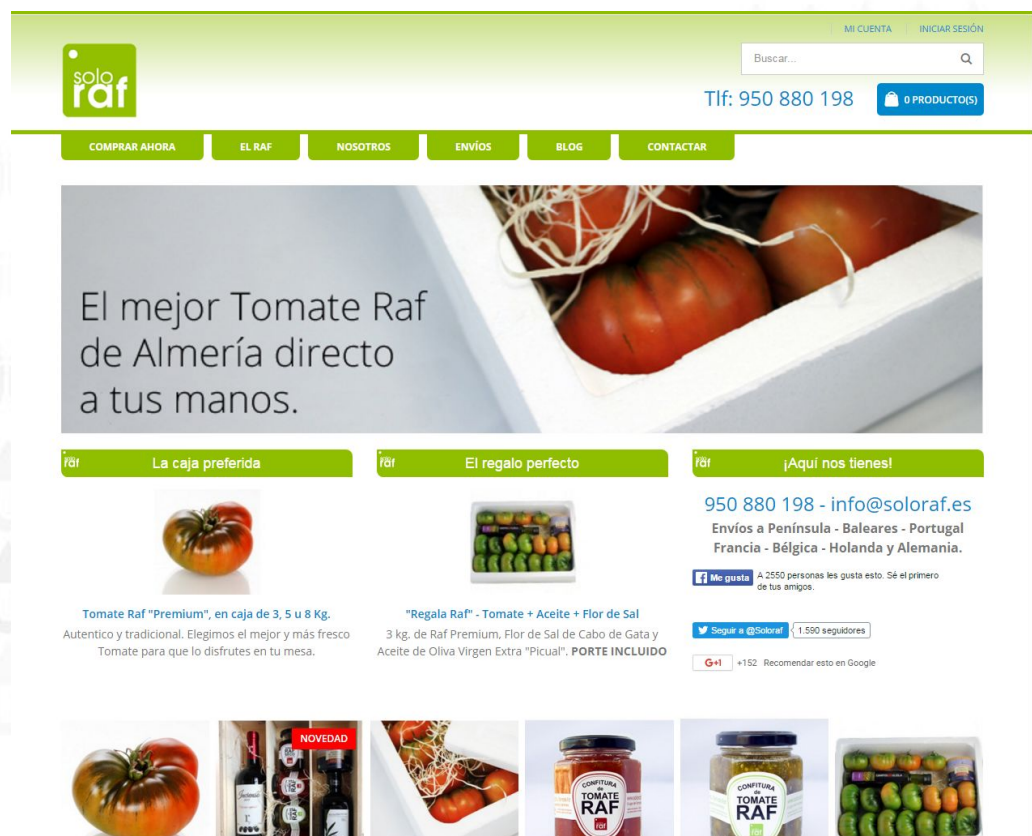 MI CUENTA
INICIAR SESIÓN
solo
raf
Buscar...
Tlf: 950 880 198
0 PRODUCTO(S)
COMPRAR AHORA
EL RAF
NOSOTROS
ENVÍOS
BLOG
CONTACTAR
El mejor Tomate Raf
de Almería directo
a tus manos.
raf
La caja preferida
raf
El regalo perfecto
raf
¡Aquí nos tienes!
Tomate Raf "Premium", en caja de 3, 5 u 8 Kg.
Autentico y tradicional. Elegimos el mejor y más fresco
Tomate para que lo disfrutes en tu mesa.
"Regala Raf" - Tomate + Aceite + Flor de Sal
3 kg. de Raf Premium, Flor de Sal de Cabo de Gata y
Aceite de Oliva Virgen Extra "Picual". PORTE INCLUIDO
950 880 198 - info@soloraf.es
Envíos a Península - Baleares - Portugal
Francia - Bélgica - Holanda y Alemania.
Me gusta
A 2550 personas les gusta esto. Sé el primero
de tus amigos.
Seguir a @Soloraf
1.590 seguidores
G+1
+152 Recomendar esto en Google
NOVEDAD
CONFITURA
de
TOMATE
RAF
raf
CONFITURA
de
TOMATE
RAF
raf